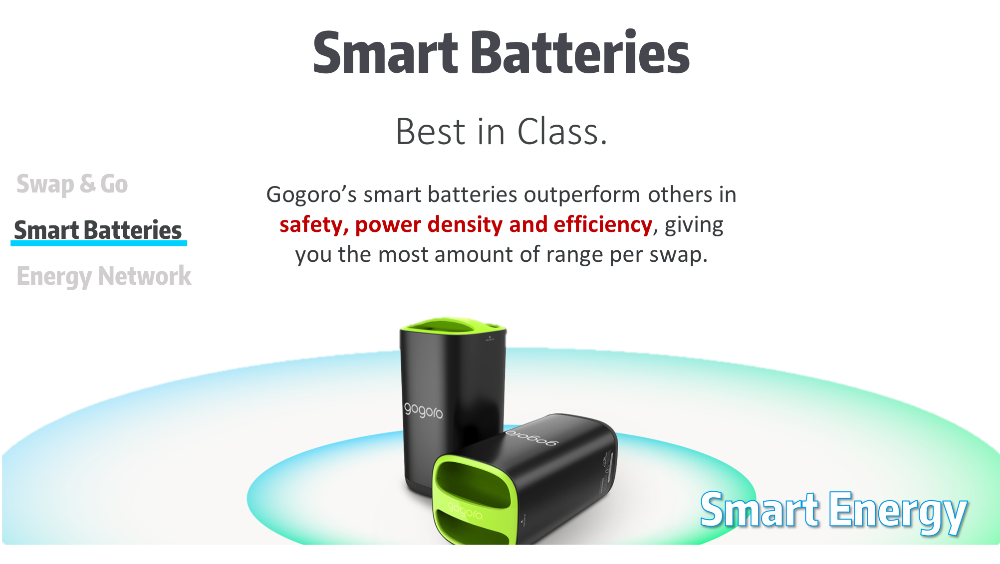 Smart Batteries
Best in Class.
Swap & Go
Smart Batteries
Energy Network
Gogoro’s smart batteries outperform others in
safety, power density and efficiency, giving
you the most amount of range per swap.
gogoro
gogoro
gogoro
Smart Energy